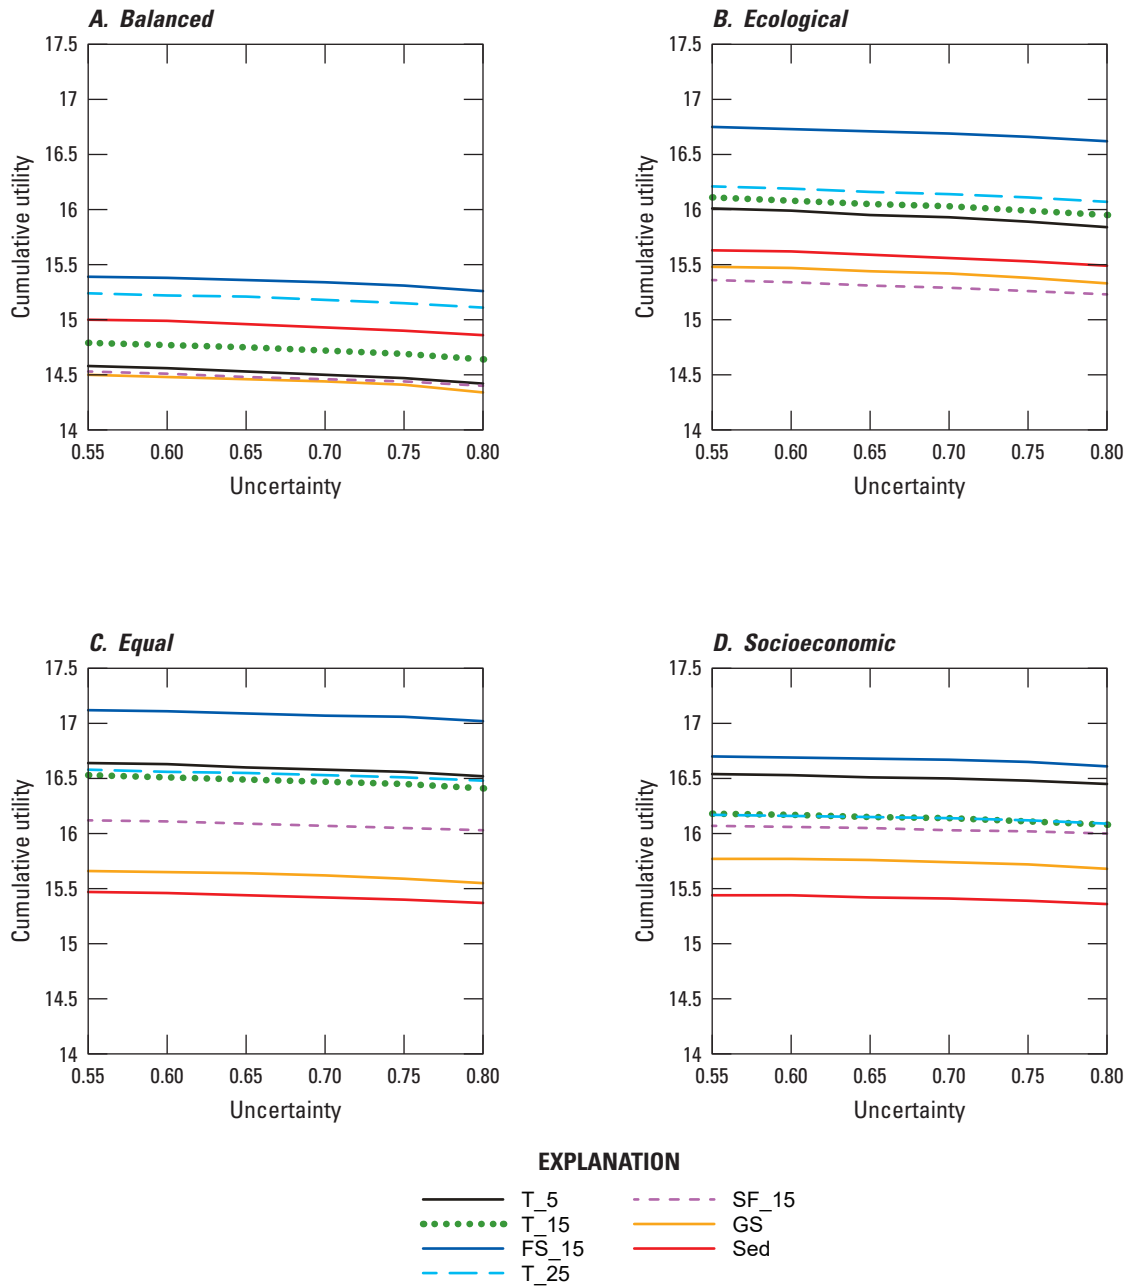 A. Balanced
17.5
17
16.5
16
15.5
15
14.5
14
Cumulative utility
0.55 0.60 0.65 0.70 0.75 0.80
Uncertainty
B. Ecological
17.5
17
16.5
16
15.5
15
14.5
14
Cumulative utility
0.55 0.60 0.65 0.70 0.75 0.80
Uncertainty
C. Equal
17.5
17
16.5
16
15.5
15
14.5
14
Cumulative utility
0.55 0.60 0.65 0.70 0.75 0.80
Uncertainty
D. Socioeconomic
17.5
17
16.5
16
15.5
15
14.5
14
Cumulative utility
0.55 0.60 0.65 0.70 0.75 0.80
Uncertainty
EXPLANATION
T_5
T_15
FS_15
T_25
SF_15
GS
Sed